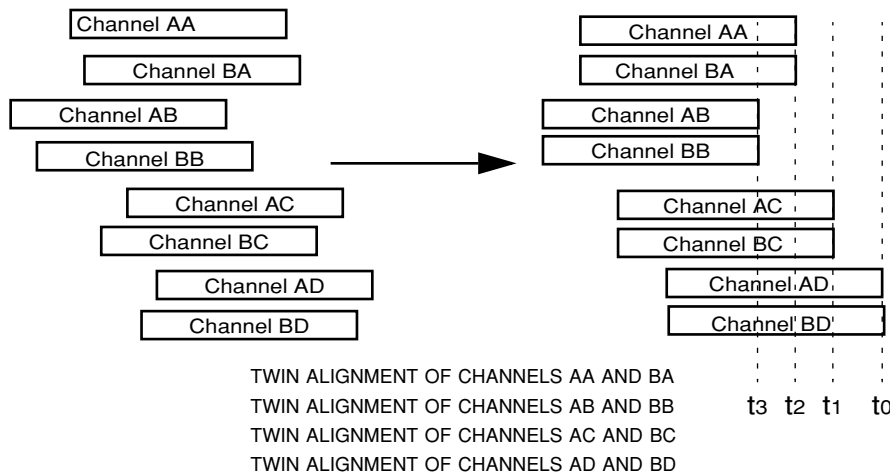 Channel AA
Channel BA
Channel AB
Channel BB
Channel AC
Channel BC
Channel AD
Channel BD
Channel AA
Channel BA
Channel AB
Channel BB
Channel AC
Channel BC
Channel AD
Channel BD
t3 t2 t1 t0
TWIN ALIGNMENT OF CHANNELS AA AND BA
TWIN ALIGNMENT OF CHANNELS AB AND BB
TWIN ALIGNMENT OF CHANNELS AC AND BC
TWIN ALIGNMENT OF CHANNELS AD AND BD